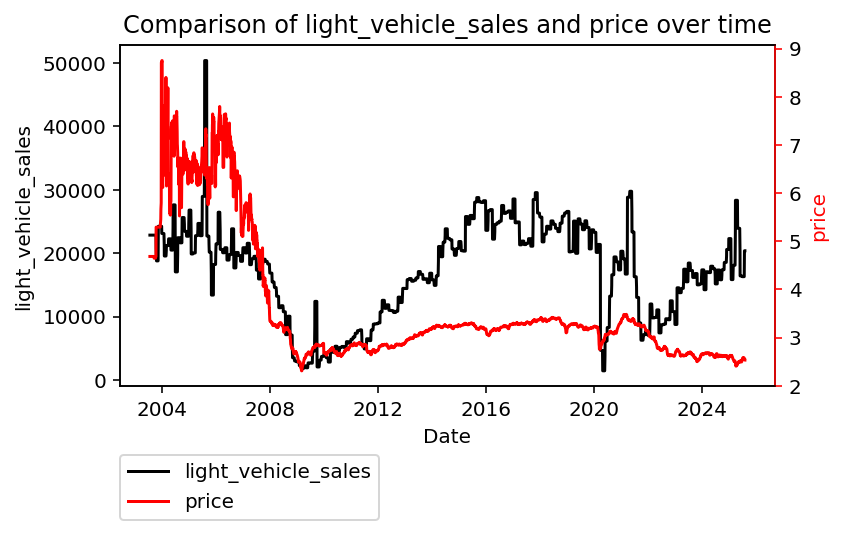 Comparison of light_vehicle_sales and price over time
light_vehicle_sales
50000
40000
30000
20000
10000
0
9
8
7
6
5
4
3
2
price
2004 2008 2012 2016 2020 2024
Date
light_vehicle_sales
price